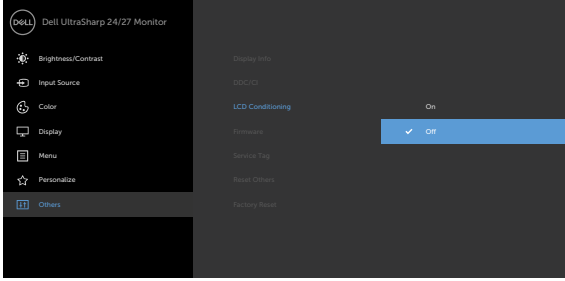 DELL Dell UltraSharp 24/27 Monitor
Brightness/Contrast
Input Source
Color
Display
Menu
Personalize
Others
Display Info
DDC/CI
LCD Conditioning
Firmware
Service Tag
Reset Others
Factory Reset
On
Off